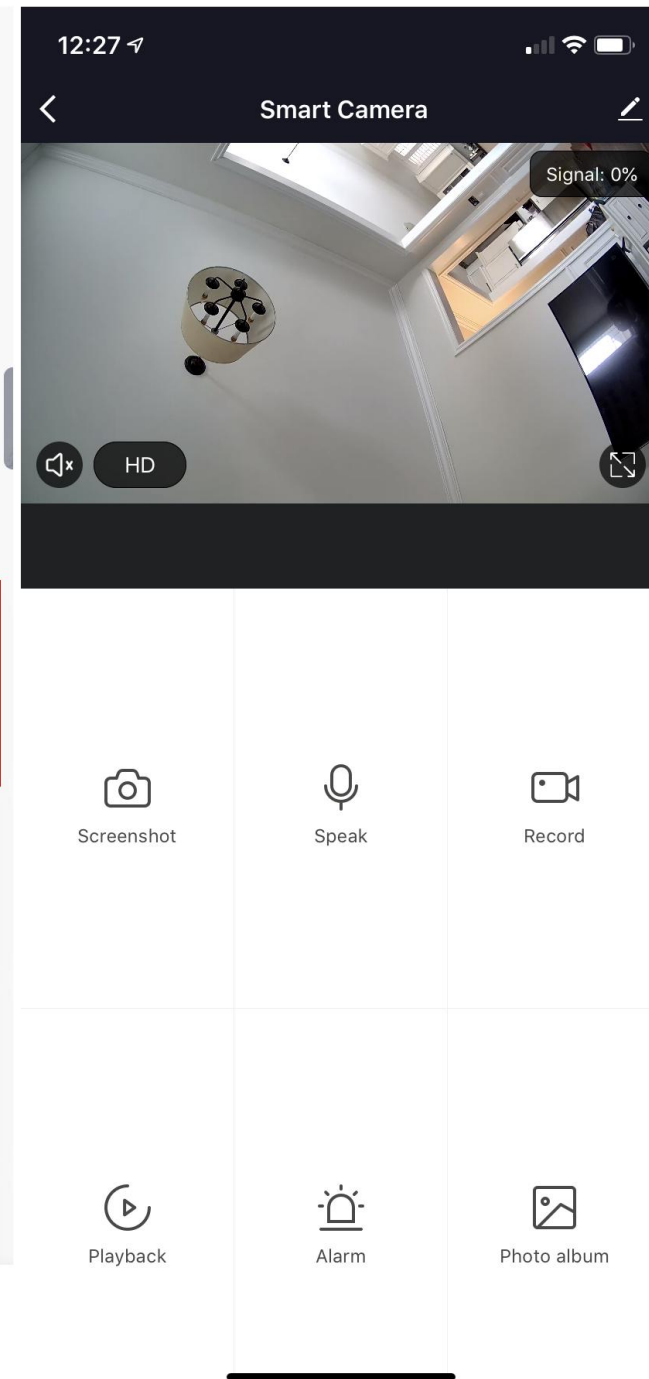 12:27
Smart Camera
Signal: 0%
HD
Screenshot
Speak
Record
Playback
Alarm
Photo album